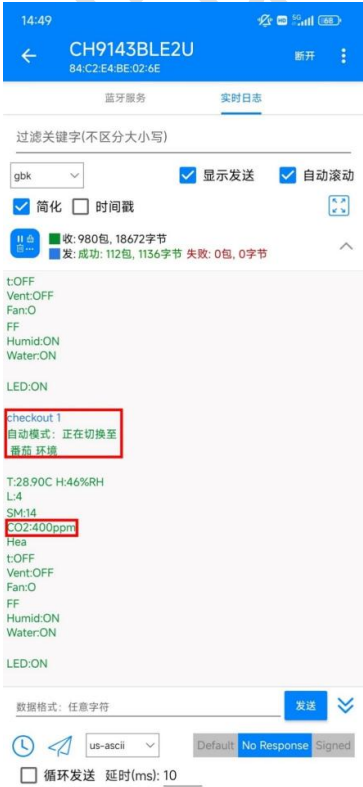 14:49
5G
68
CH9143BLE2U
断开
84:C2:E4:BE:02:6E
蓝牙服务 实时日志
过滤关键字(不区分大小写)
gbk 显示发送 自动滚动
简化 时间戳
收: 980包, 18672字节
发: 成功: 112包, 1136字节 失败: 0包, 0字节
t:OFF
Vent:OFF
Fan:O
FF
Humid:ON
Water:ON
LED:ON
checkout 1
自动模式：正在切换至
番茄 环境
T:28.90C H:46%RH
L:4
SM:14
CO2:400ppm
Hea
t:OFF
Vent:OFF
Fan:O
FF
Humid:ON
Water:ON
LED:ON
数据格式：任意字符 发送
us-ascii Default No Response Signed
循环发送 延时(ms): 10